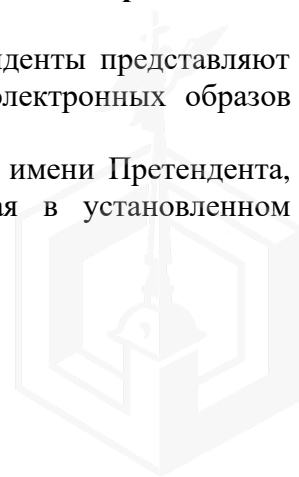 денты представляют
электронных образов
имени Претендента,
в установленном